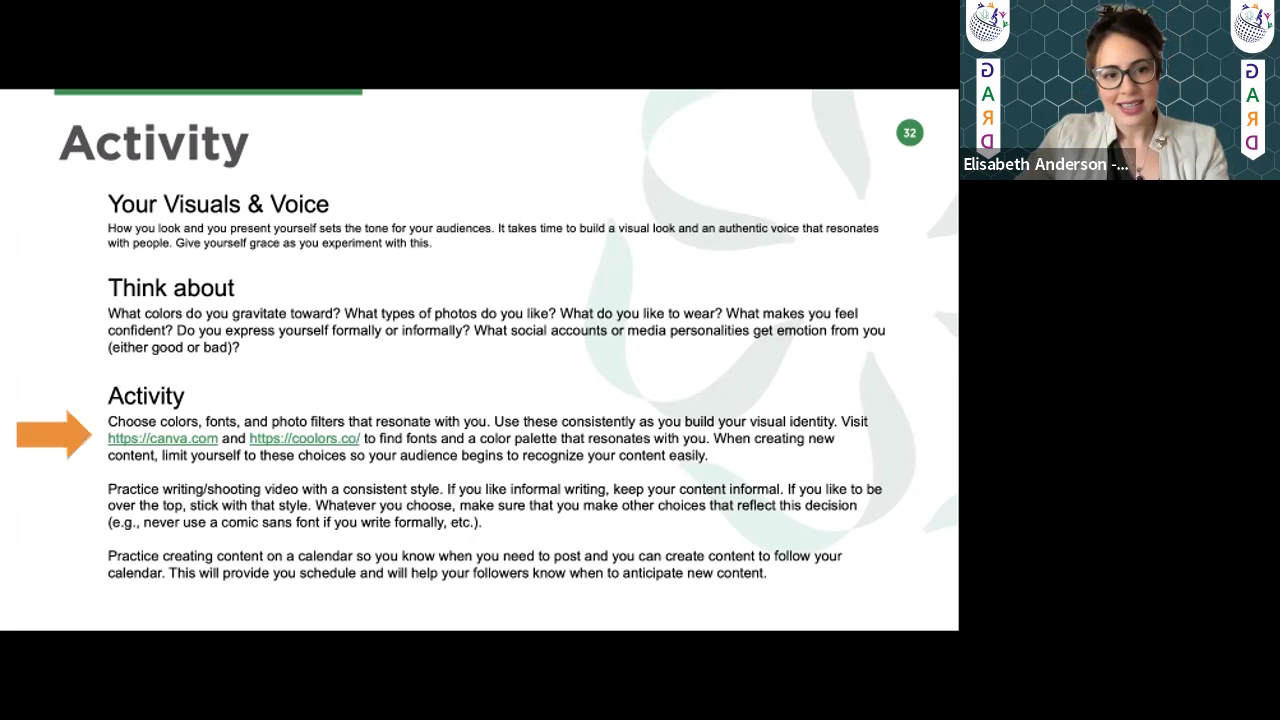 Activity
32
Your Visuals & Voice
How you look and you present yourself sets the tone for your audiences. It takes time to build a visual look and an authentic voice that resonates
with people. Give yourself grace as you experiment with this.
Think about
What colors do you gravitate toward? What types of photos do you like? What do you like to wear? What makes you feel
confident? Do you express yourself formally or informally? What social accounts or media personalities get emotion from you
(either good or bad)?
Activity
Choose colors, fonts, and photo filters that resonate with you. Use these consistently as you build your visual identity. Visit
https://canva.com and https://coolors.co/ to find fonts and a color palette that resonates with you. When creating new
content, limit yourself to these choices so your audience begins to recognize your content easily.
Practice writing/shooting video with a consistent style. If you like informal writing, keep your content informal. If you like to be
over the top, stick with that style. Whatever you choose, make sure that you make other choices that reflect this decision
(e.g., never use a comic sans font if you write formally, etc.).
Practice creating content on a calendar so you know when you need to post and you can create content to follow your
calendar. This will provide you schedule and will help your followers know when to anticipate new content.
G
A
R
D
G
A
R
D
Elisabeth Anderson -...